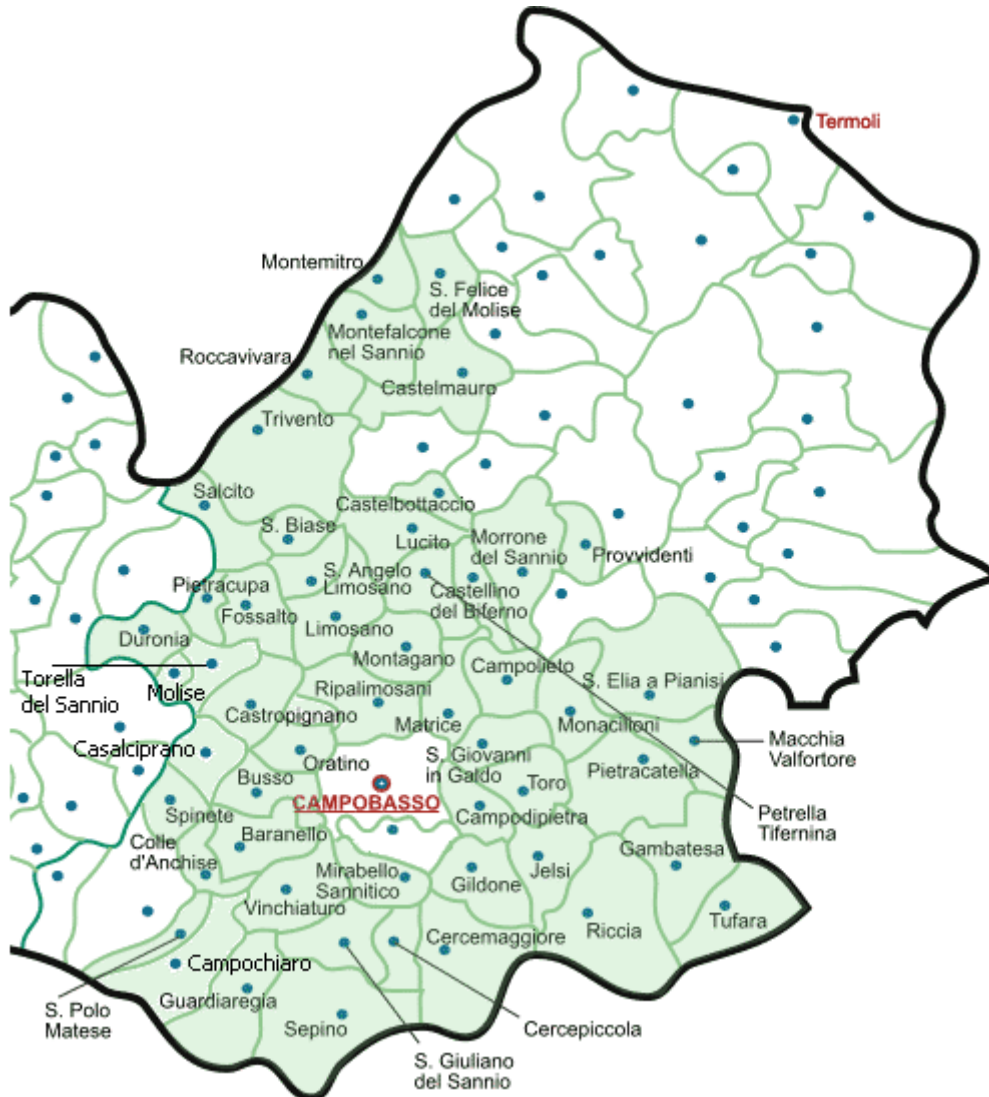 Termoli
Montemitro
S. Felice
del Molise
Montefalcone
nel Sannio
Roccavivara
Castelmauro
Trivento
Salcito
Castelbottaccio
S. Biase
Lucito
Morrone
del Sannio
Provvidenti
Pietracupa
S. Angelo
Limosano
Castellino
del Biferno
Fossalto
Limosano
Duronia
Montagano
Campolieto
Torella
del Sannio
Molise
Ripalimosani
S. Elia a Pianisi
Castropignano
Matrice
Monacilioni
Casalciprano
Macchia
Valfortore
Oratino
S. Giovanni
in Galdo
Pietracatella
Busso
Toro
CAMPOBASSO
Spinete
Campodipietra
Petrella
Tifernina
Baranello
Colle
d'Anchise
Gambatesa
Mirabello
Sannitico
Gildone
Jelsi
Vinchiaturo
Tufara
Riccia
Cercemaggiore
Campochiaro
Guardiaregia
S. Polo
Matese
Sepino
Cercepiccola
S. Giuliano
del Sannio